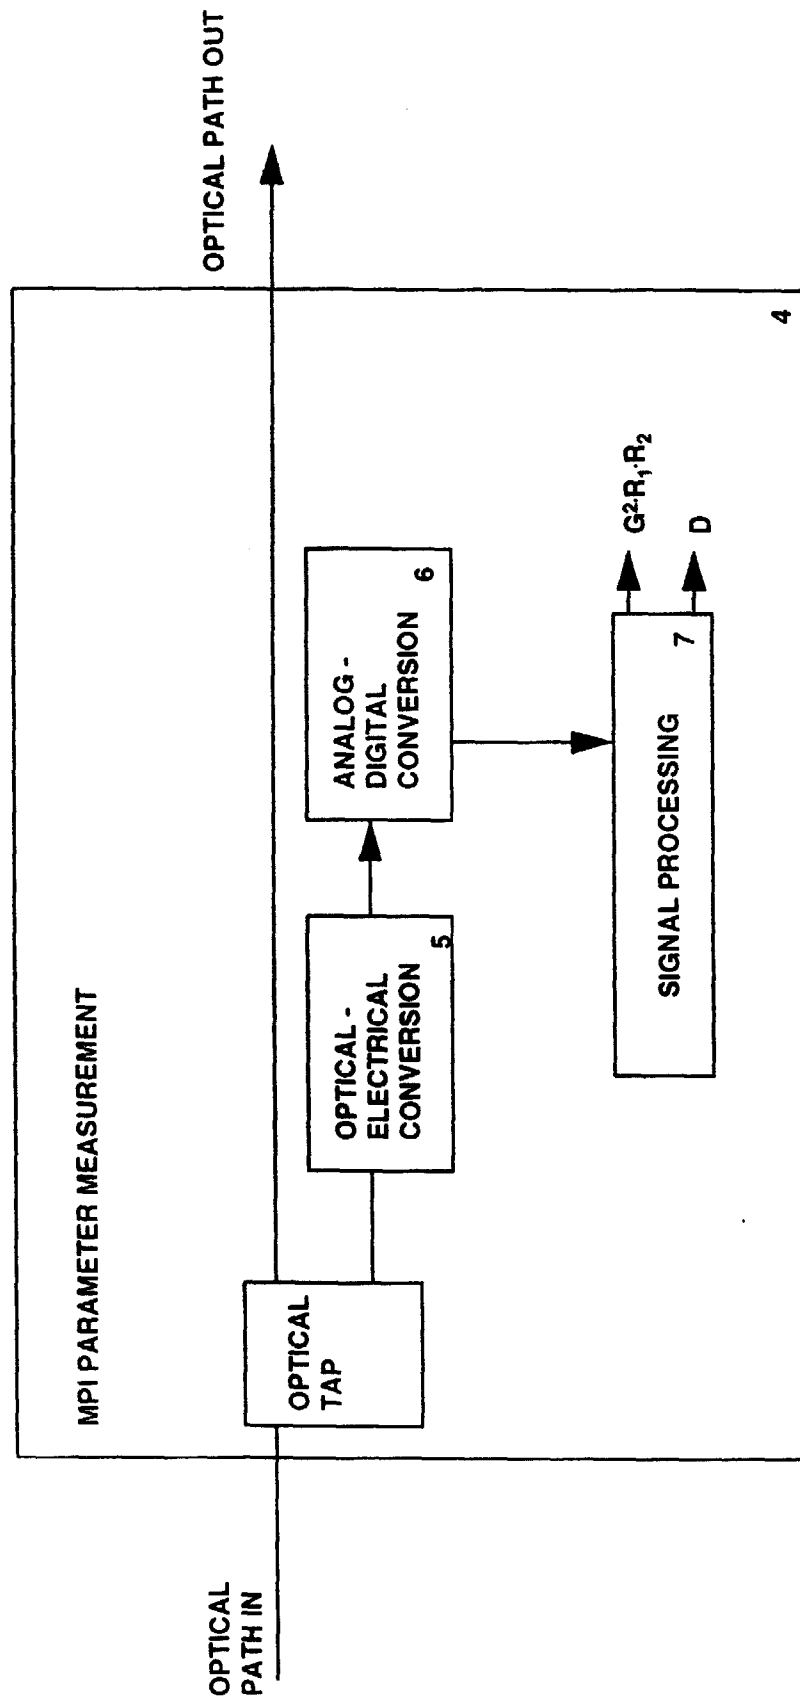 MPI PARAMETER MEASUREMENT
OPTICAL
PATH IN
OPTICAL PATH OUT
OPTICAL
TAP
OPTICAL -
ELECTRICAL
CONVERSION
5
ANALOG -
DIGITAL
CONVERSION
6
SIGNAL PROCESSING
7
G²·R₁·R₂
D
4